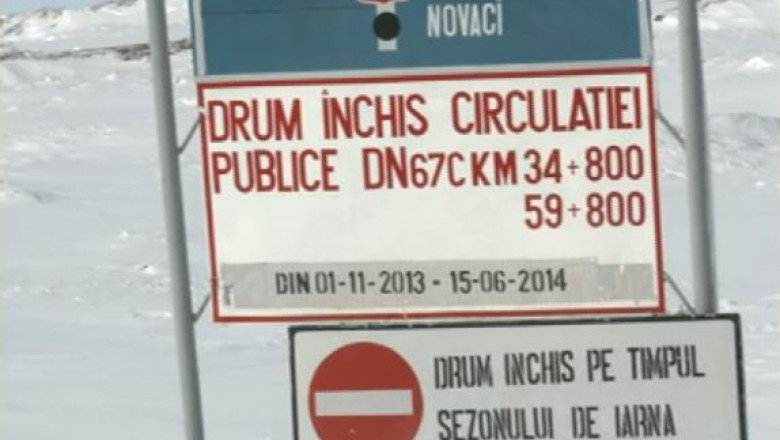 NOVACI
DRUM ÎNCHIS CIRCULATIEI
PUBLICE DN67C KM 34+800
59+800
DIN 01-11-2013 - 15-06-2014
DRUM INCHIS PE TIMPUL
SEZONULUI DE IARNA